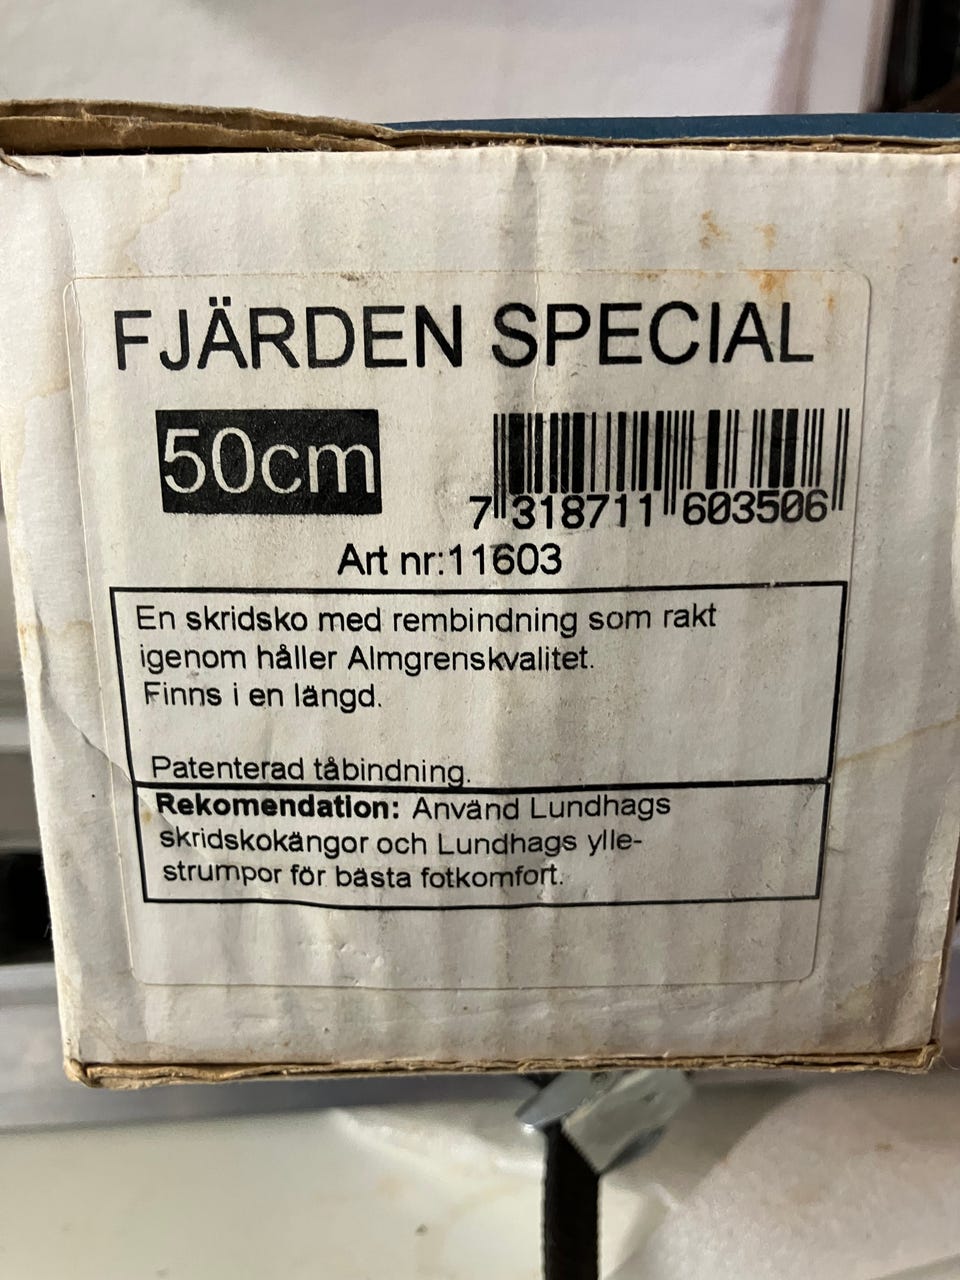 FJÄRDEN SPECIAL
50cm
7 318711 603506
Art nr:11603
En skridsko med rembindning som rakt
igenom håller Almgrenskvalitet.
Finns i en längd.
Patenterad tåbindning.
Rekomendation: Använd Lundhags
skridskokängor och Lundhags ylle-
strumpor för bästa fotkomfort.